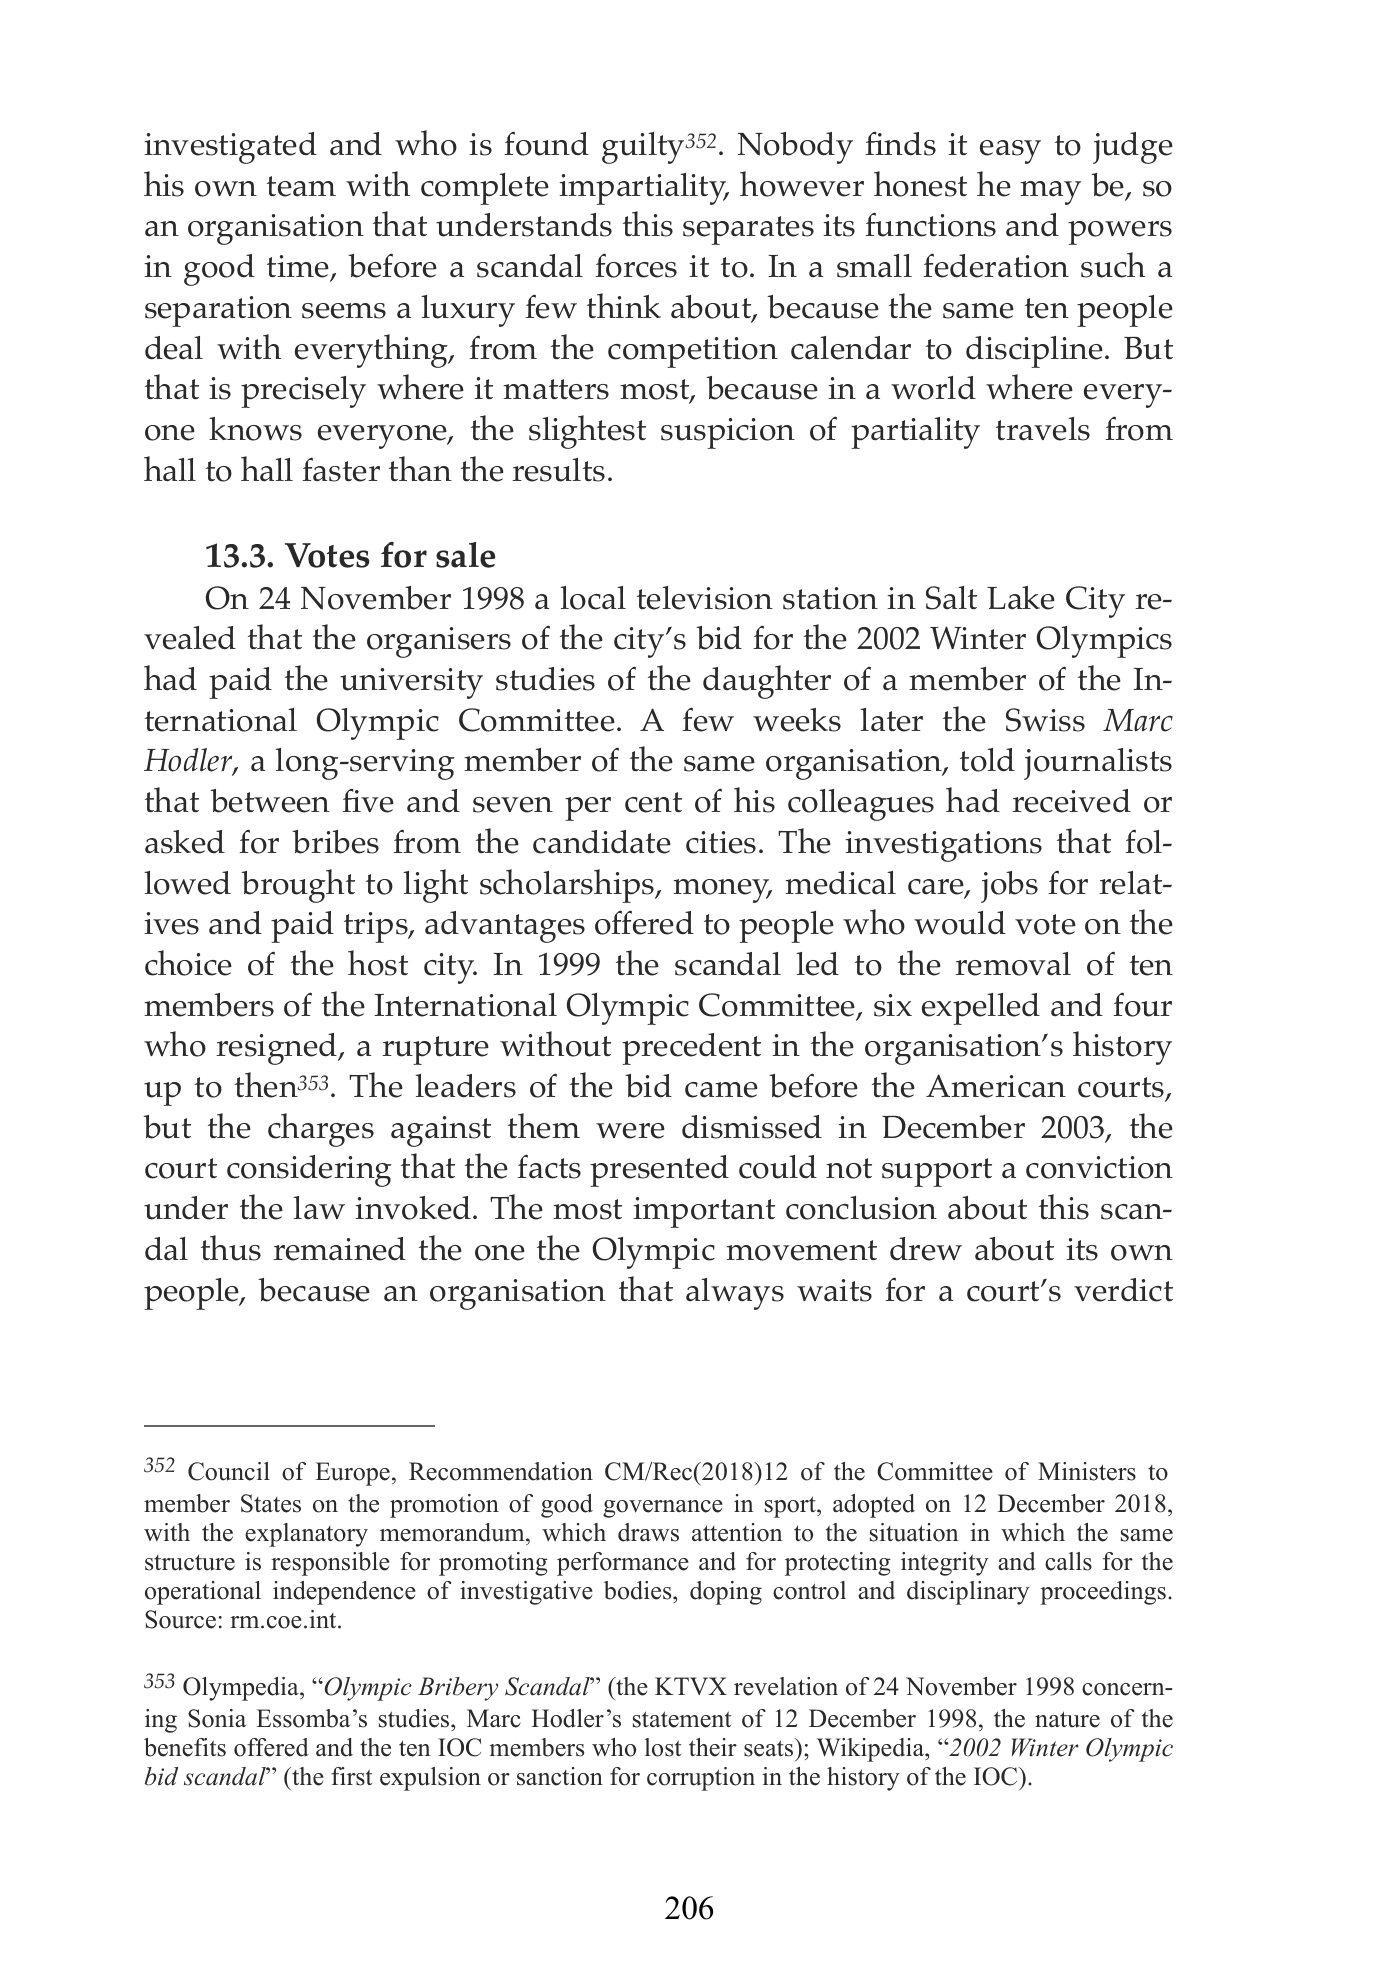 investigated and who is found guilty352. Nobody finds it easy to judge
his own team with complete impartiality, however honest he may be, so
an organisation that understands this separates its functions and powers
in good time, before a scandal forces it to. In a small federation such a
separation seems a luxury few think about, because the same ten people
deal with everything, from the competition calendar to discipline. But
that is precisely where it matters most, because in a world where every-
one knows everyone, the slightest suspicion of partiality travels from
hall to hall faster than the results.
13.3. Votes for sale
On 24 November 1998 a local television station in Salt Lake City re-
vealed that the organisers of the city’s bid for the 2002 Winter Olympics
had paid the university studies of the daughter of a member of the In-
ternational Olympic Committee. A few weeks later the Swiss Marc
Hodler, a long-serving member of the same organisation, told journalists
that between five and seven per cent of his colleagues had received or
asked for bribes from the candidate cities. The investigations that fol-
lowed brought to light scholarships, money, medical care, jobs for relat-
ives and paid trips, advantages offered to people who would vote on the
choice of the host city. In 1999 the scandal led to the removal of ten
members of the International Olympic Committee, six expelled and four
who resigned, a rupture without precedent in the organisation’s history
up to then353. The leaders of the bid came before the American courts,
but the charges against them were dismissed in December 2003, the
court considering that the facts presented could not support a conviction
under the law invoked. The most important conclusion about this scan-
dal thus remained the one the Olympic movement drew about its own
people, because an organisation that always waits for a court’s verdict
352 Council of Europe, Recommendation CM/Rec(2018)12 of the Committee of Ministers to
member States on the promotion of good governance in sport, adopted on 12 December 2018,
with the explanatory memorandum, which draws attention to the situation in which the same
structure is responsible for promoting performance and for protecting integrity and calls for the
operational independence of investigative bodies, doping control and disciplinary proceedings.
Source: rm.coe.int.
353 Olympedia, “Olympic Bribery Scandal” (the KTVX revelation of 24 November 1998 concern-
ing Sonia Essomba’s studies, Marc Hodler’s statement of 12 December 1998, the nature of the
benefits offered and the ten IOC members who lost their seats); Wikipedia, “2002 Winter Olympic
bid scandal” (the first expulsion or sanction for corruption in the history of the IOC).
206